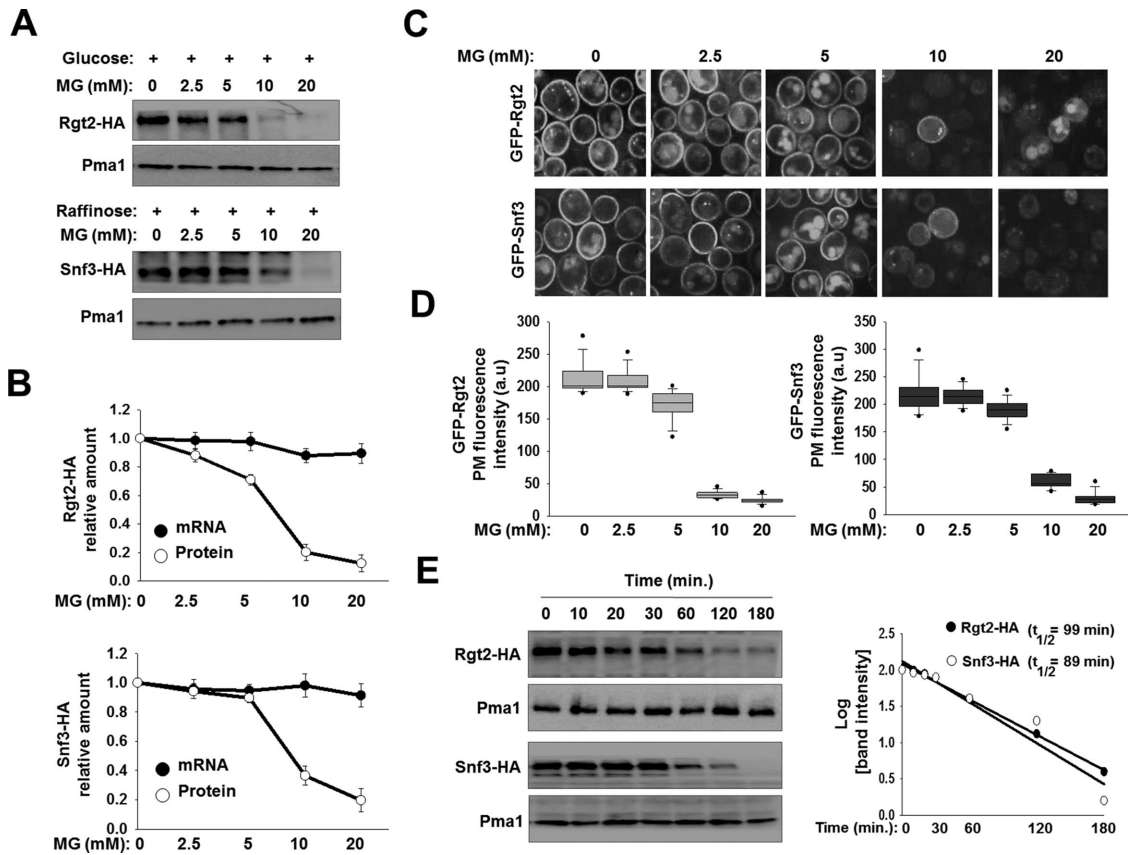 A
Glucose: + + + + +
MG (mM): 0 2.5 5 10 20
Rgt2-HA
Pma1
Raffinose: + + + + +
MG (mM): 0 2.5 5 10 20
Snf3-HA
Pma1
B
Rgt2-HA
relative amount
1.2
1.0
0.8
0.6
0.4
0.2
0.0
mRNA
Protein
MG (mM): 0 2.5 5 10 20
Snf3-HA
relative amount
1.2
1.0
0.8
0.6
0.4
0.2
0.0
mRNA
Protein
MG (mM): 0 2.5 5 10 20
C
MG (mM): 0 2.5 5 10 20
GFP-Rgt2
GFP-Snf3
D
GFP-Rgt2
PM fluorescence
intensity (a.u)
300
250
200
150
100
50
0
MG (mM): 0 2.5 5 10 20
GFP-Snf3
PM fluorescence
intensity (a.u)
350
300
250
200
150
100
50
0
MG (mM): 0 2.5 5 10 20
E
Time (min.)
0 10 20 30 60 120 180
Rgt2-HA
Pma1
Snf3-HA
Pma1
Rgt2-HA (t1/2= 99 min)
Snf3-HA (t1/2= 89 min)
Log
[band intensity]
2.5
2.0
1.5
1.0
0.5
0.0
Time (min.): 0 30 60 120 180